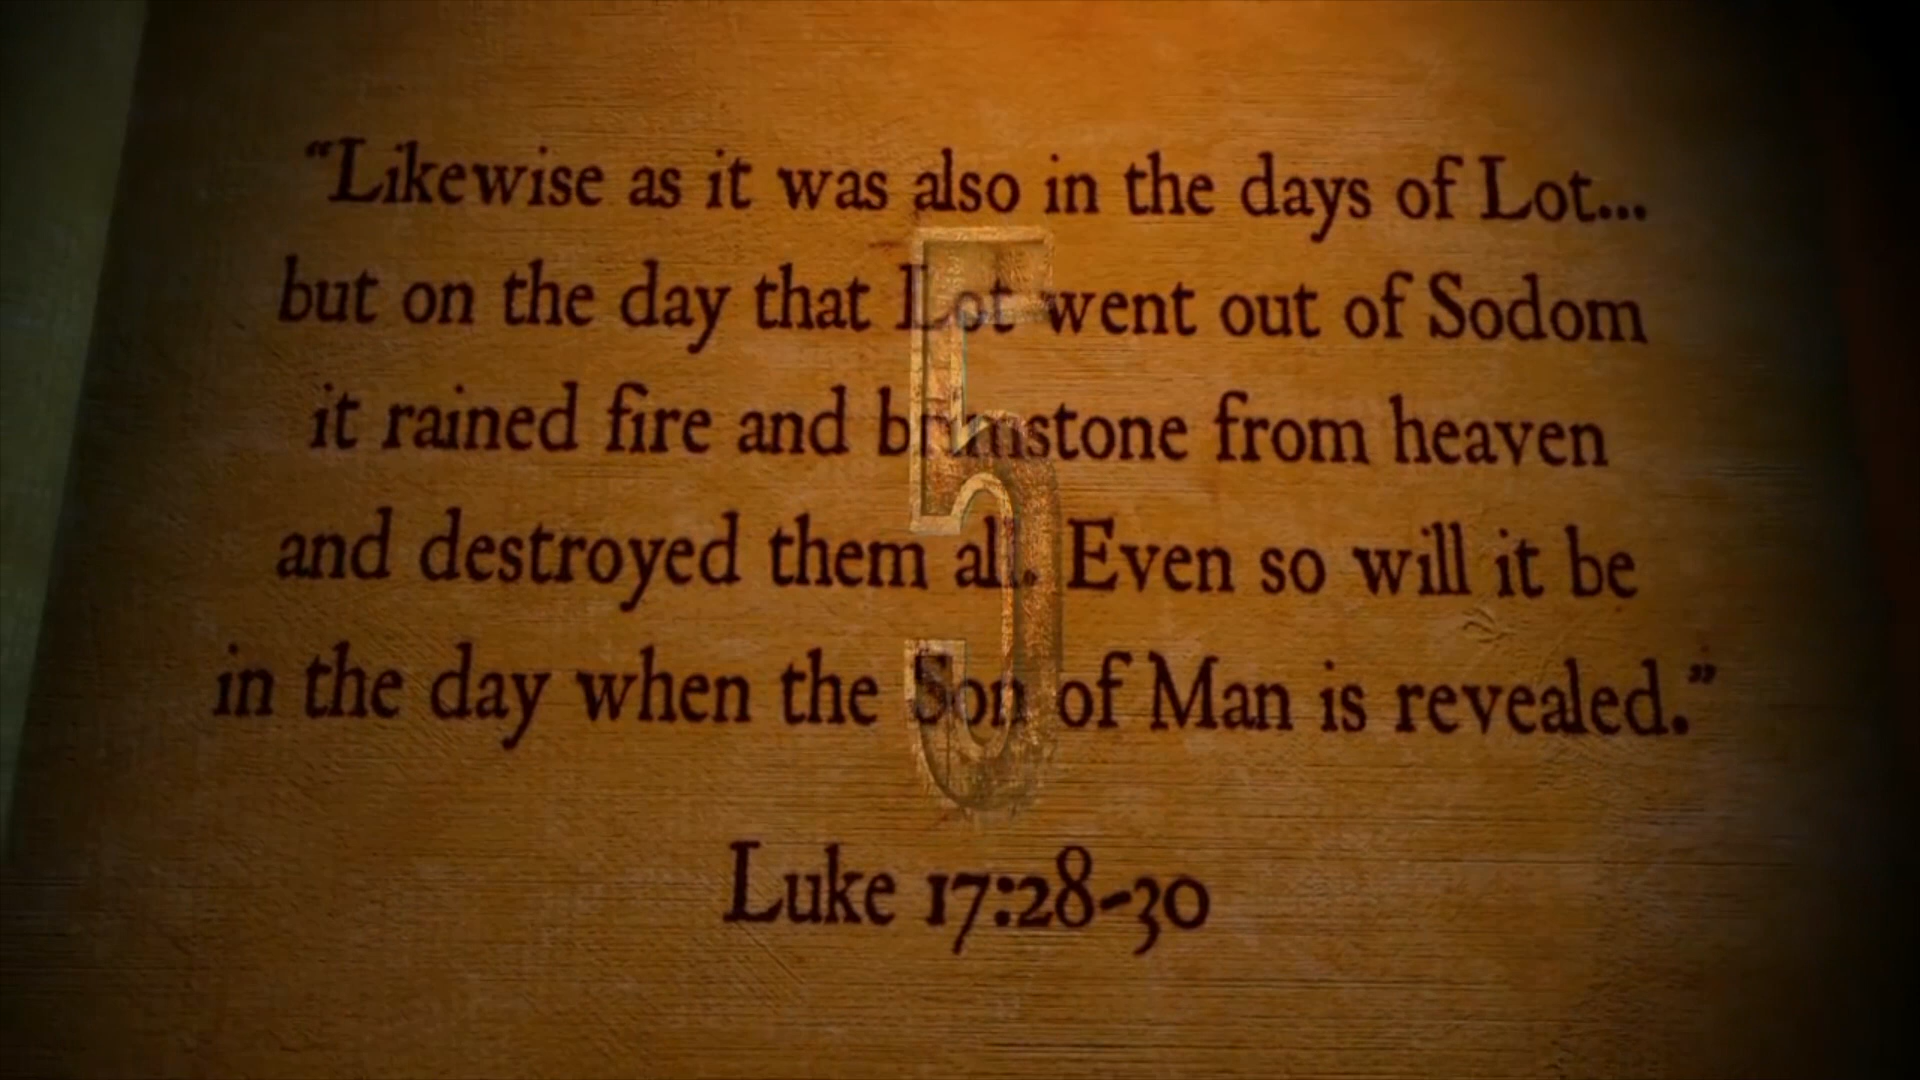 “Likewise as it was also in the days of Lot...
but on the day that Lot went out of Sodom
it rained fire and brimstone from heaven
and destroyed them all. Even so will it be
in the day when the Son of Man is revealed.”
5
Luke 17:28-30